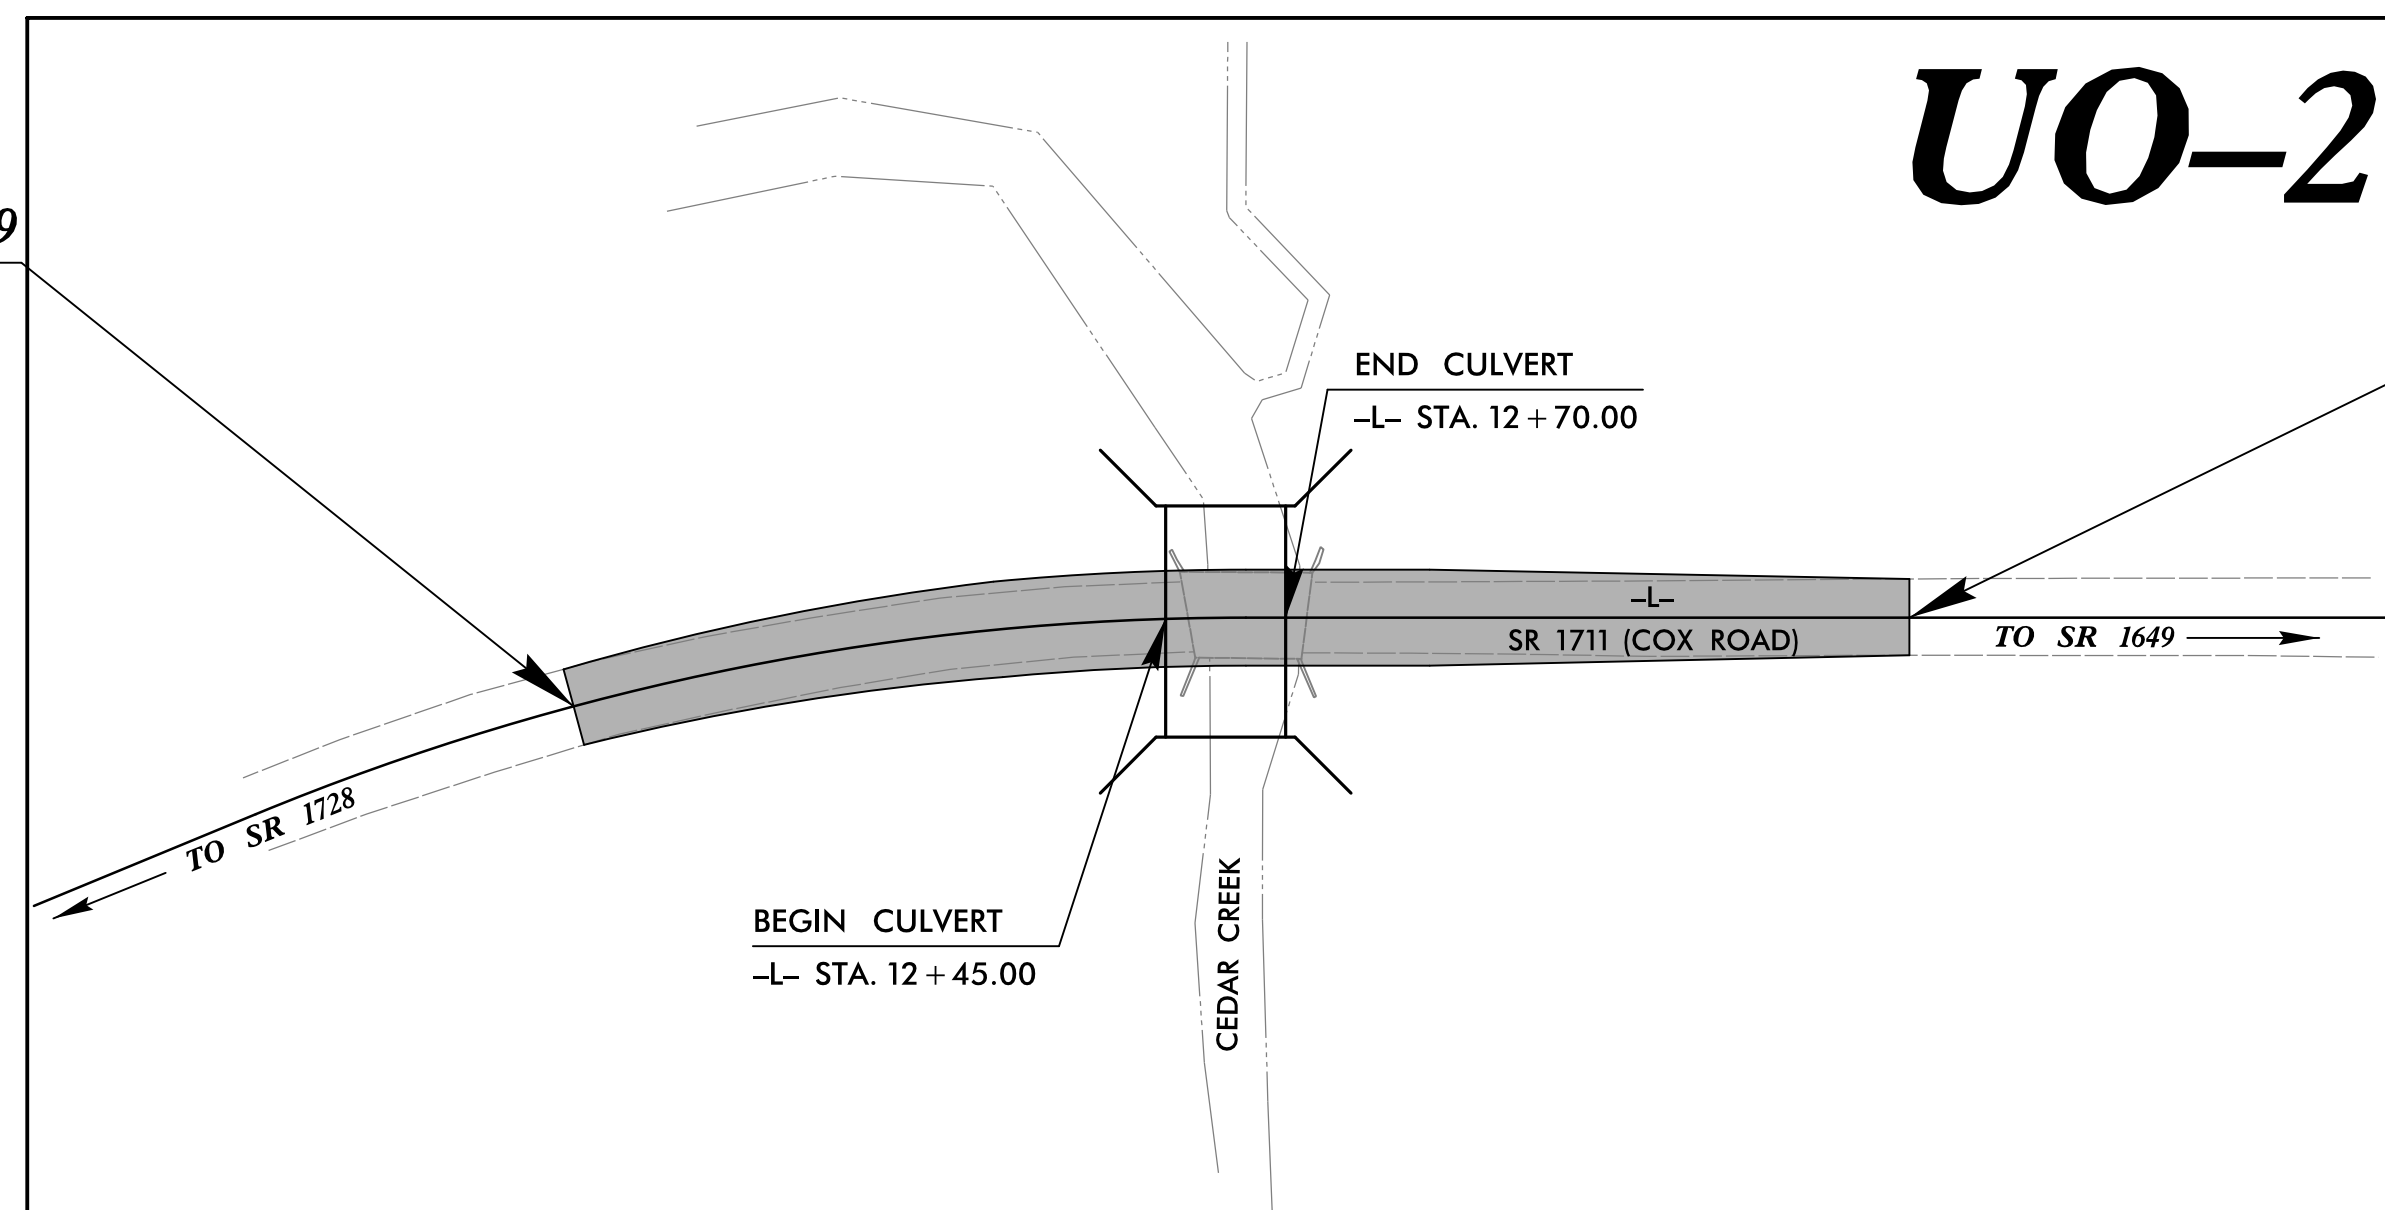 UO-2
9
END CULVERT
-L- STA. 12+70.00
-L-
SR 1711 (COX ROAD)
TO SR 1649
TO SR 1728
BEGIN CULVERT
-L- STA. 12+45.00
CEDAR CREEK